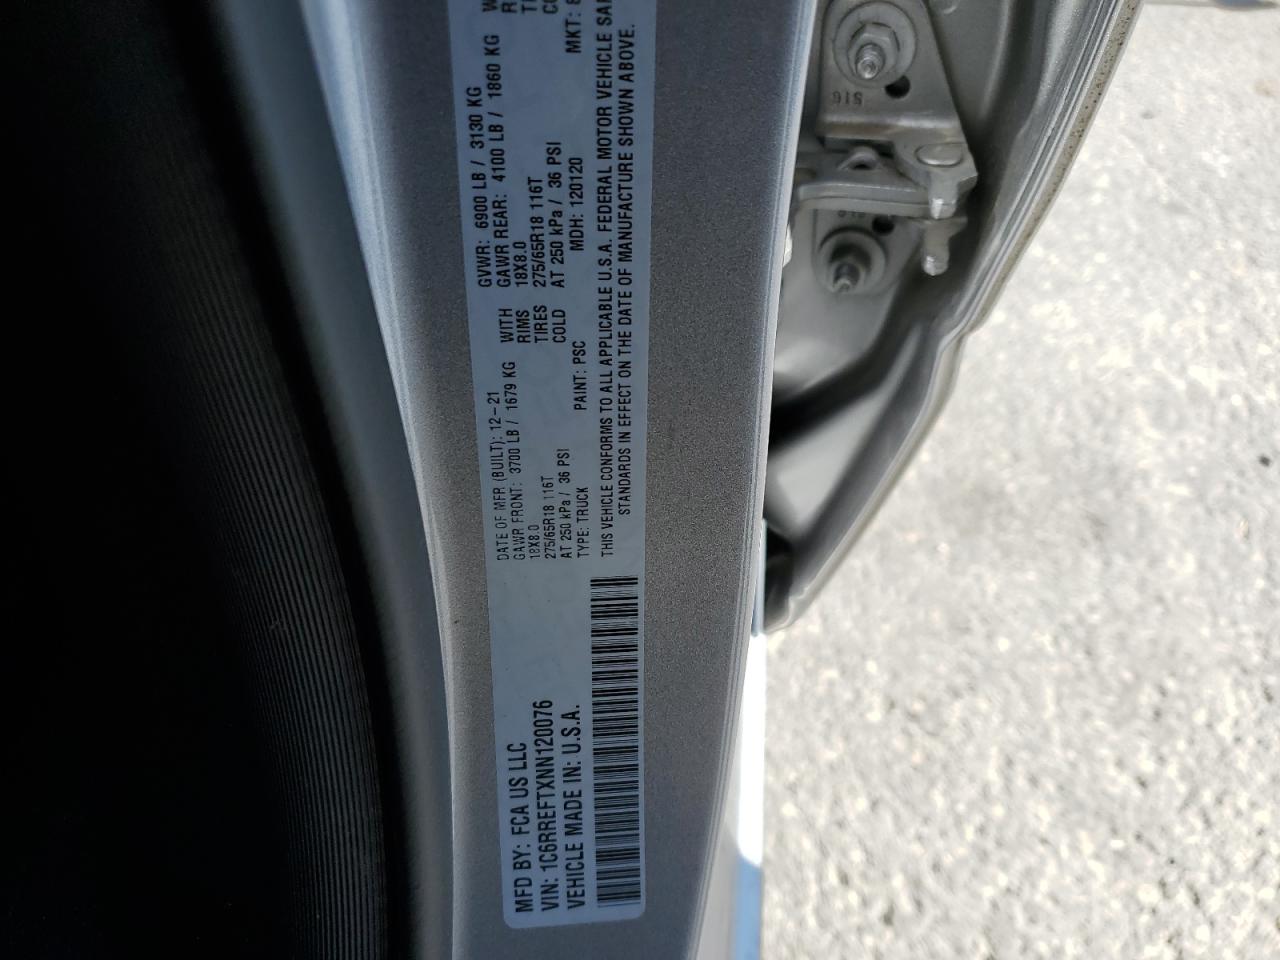 MFD BY: FCA US LLC
VIN: 1C6RREFTXNN120076
VEHICLE MADE IN: U.S.A.
DATE OF MFR (BUILT): 12-21 GVWR: 6900 LB / 3130 KG
GAWR FRONT: 3700 LB / 1679 KG WITH GAWR REAR: 4100 LB / 1860 KG
18X8.0 RIMS 18X8.0
275/65R18 116T TIRES 275/65R18 116T
AT 250 kPa / 36 PSI COLD AT 250 kPa / 36 PSI
TYPE: TRUCK PAINT: PSC MDH: 120120 MKT:
THIS VEHICLE CONFORMS TO ALL APPLICABLE U.S.A. FEDERAL MOTOR VEHICLE
STANDARDS IN EFFECT ON THE DATE OF MANUFACTURE SHOWN ABOVE.